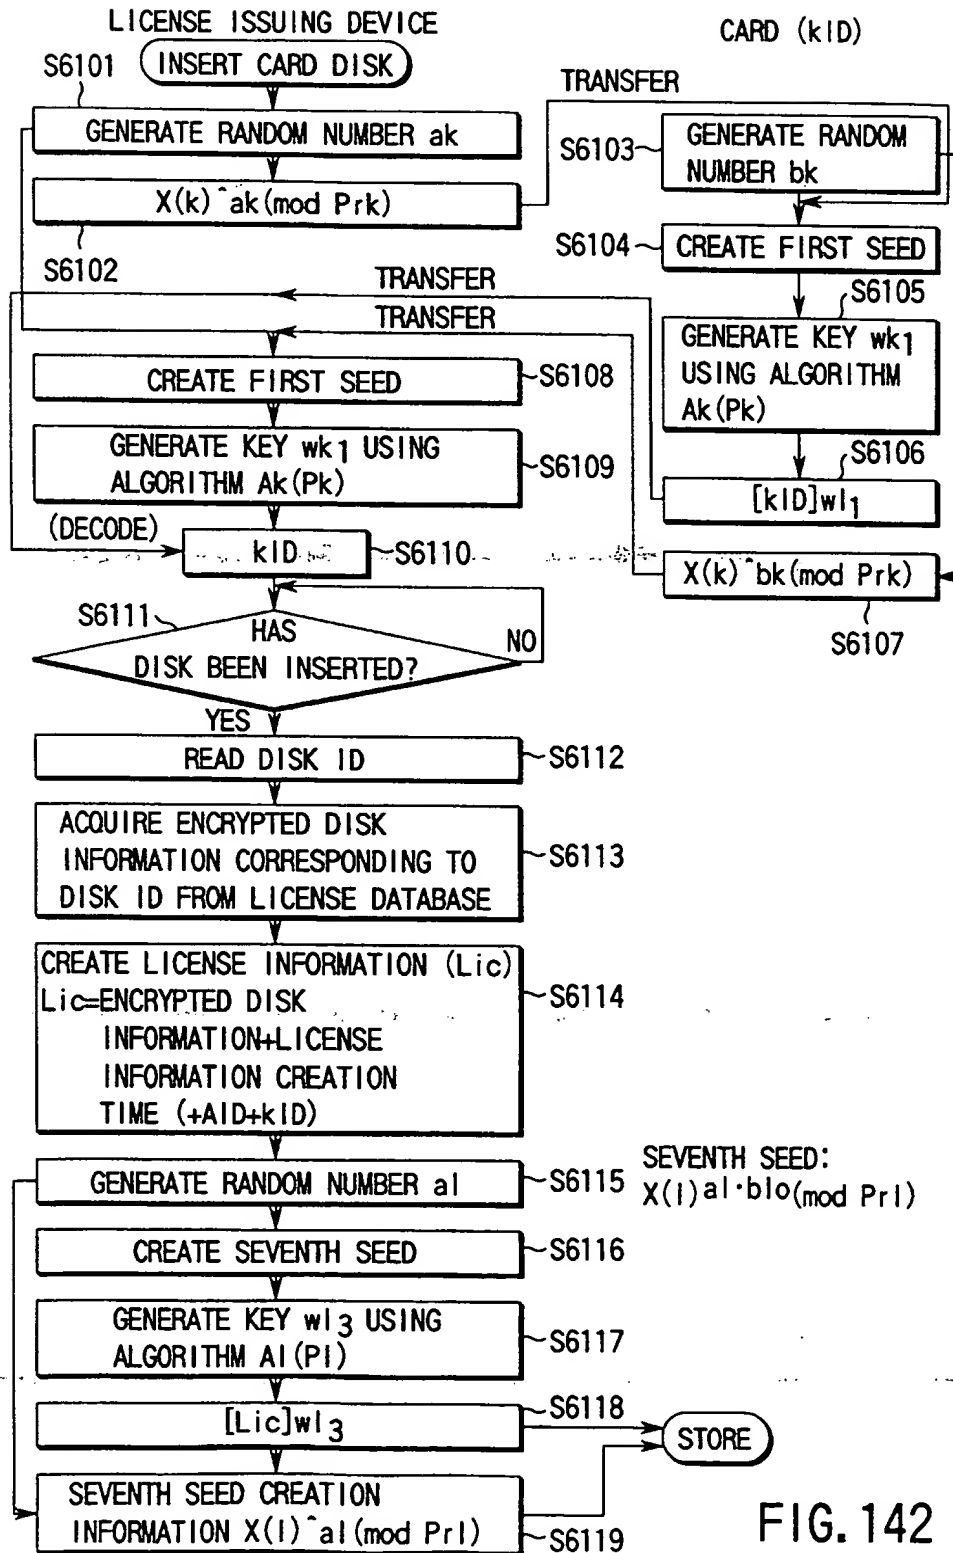 LICENSE ISSUING DEVICE
CARD (kID)
INSERT CARD DISK
S6101
TRANSFER
GENERATE RANDOM NUMBER ak
S6103
GENERATE RANDOM
NUMBER bk
X(k)^ak(mod Prk)
S6102
S6104
CREATE FIRST SEED
TRANSFER
S6105
TRANSFER
GENERATE KEY wk1
USING ALGORITHM
Ak(Pk)
CREATE FIRST SEED
S6108
GENERATE KEY wk1 USING
ALGORITHM Ak(Pk)
S6109
S6106
[kID]wl1
(DECODE)
kID
S6110
X(k)^bk(mod Prk)
S6107
S6111
HAS
DISK BEEN INSERTED?
NO
YES
READ DISK ID
S6112
ACQUIRE ENCRYPTED DISK
INFORMATION CORRESPONDING TO
DISK ID FROM LICENSE DATABASE
S6113
CREATE LICENSE INFORMATION (Lic)
Lic=ENCRYPTED DISK
INFORMATION+LICENSE
INFORMATION CREATION
TIME (+AID+kID)
S6114
GENERATE RANDOM NUMBER al
S6115
SEVENTH SEED:
X(l)al·blo(mod Prl)
CREATE SEVENTH SEED
S6116
GENERATE KEY wl3 USING
ALGORITHM Al(Pl)
S6117
[Lic]wl3
S6118
STORE
SEVENTH SEED CREATION
INFORMATION X(l)^al(mod Prl)
S6119
FIG. 142